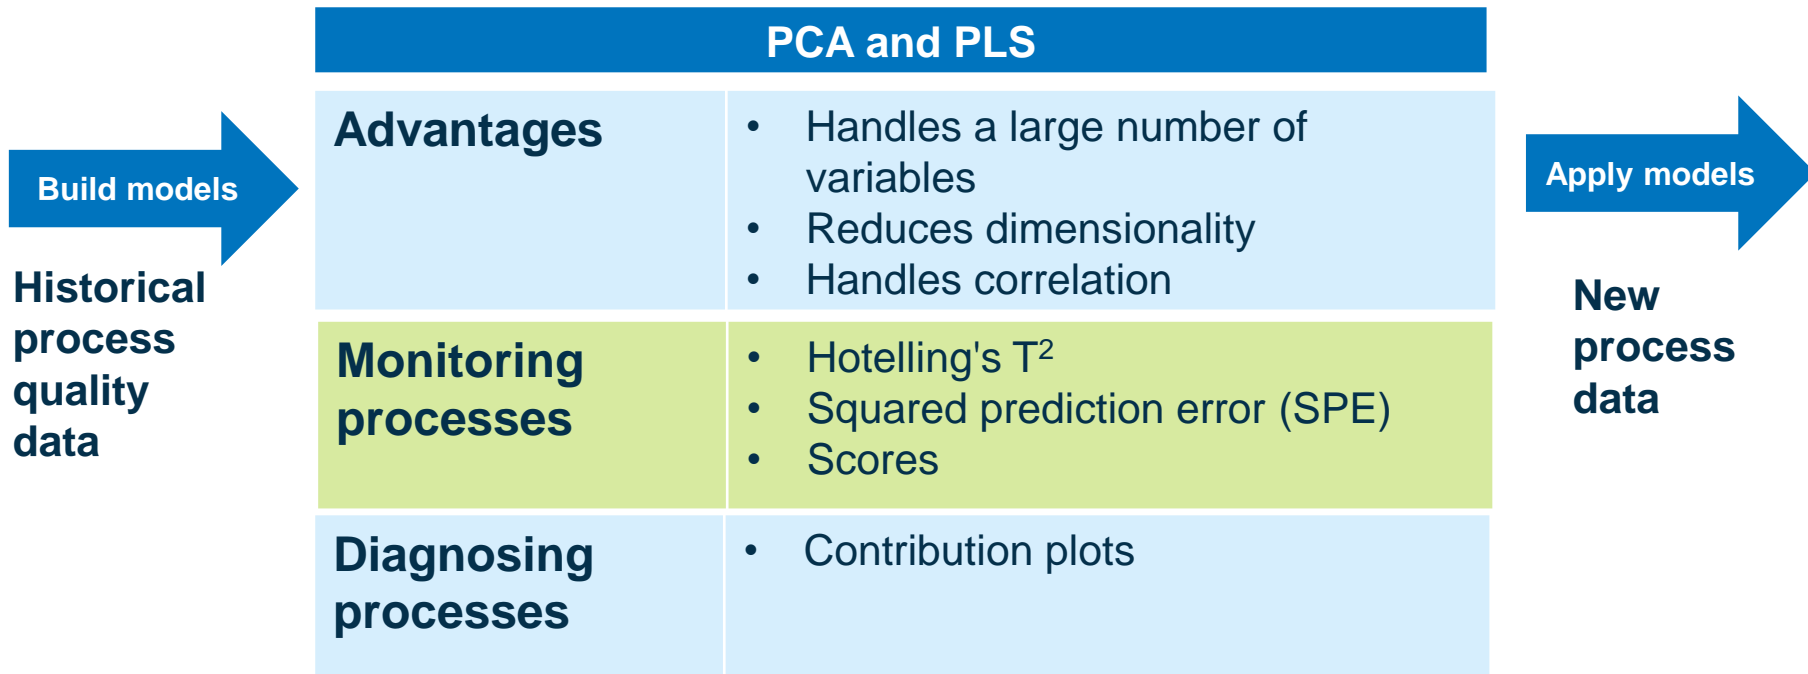 PCA and PLS
Build models
Historical
process
quality
data
Advantages
• Handles a large number of
variables
• Reduces dimensionality
• Handles correlation
Monitoring
processes
• Hotelling's T²
• Squared prediction error (SPE)
• Scores
Diagnosing
processes
• Contribution plots
Apply models
New
process
data